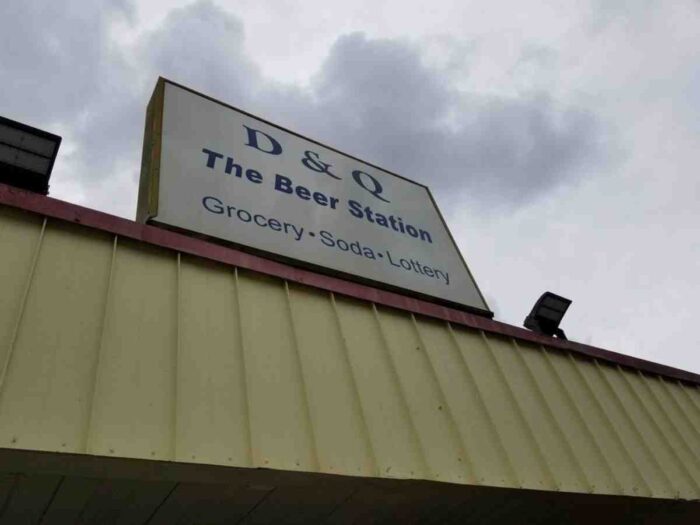 D & Q
The Beer Station
Grocery • Soda • Lottery